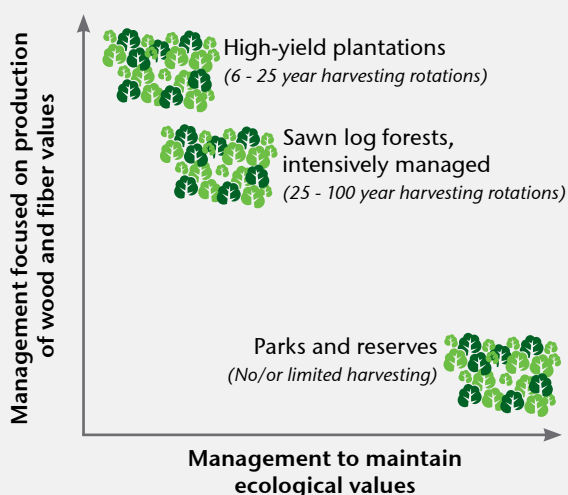 Management focused on production
of wood and fiber values
High-yield plantations
(6 - 25 year harvesting rotations)
Sawn log forests,
intensively managed
(25 - 100 year harvesting rotations)
Parks and reserves
(No/or limited harvesting)
Management to maintain
ecological values